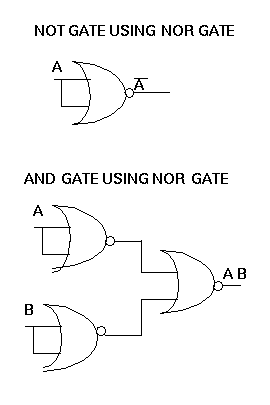 NOT GATE USING NOR GATE
A
A̅
AND GATE USING NOR GATE
A
B
A B